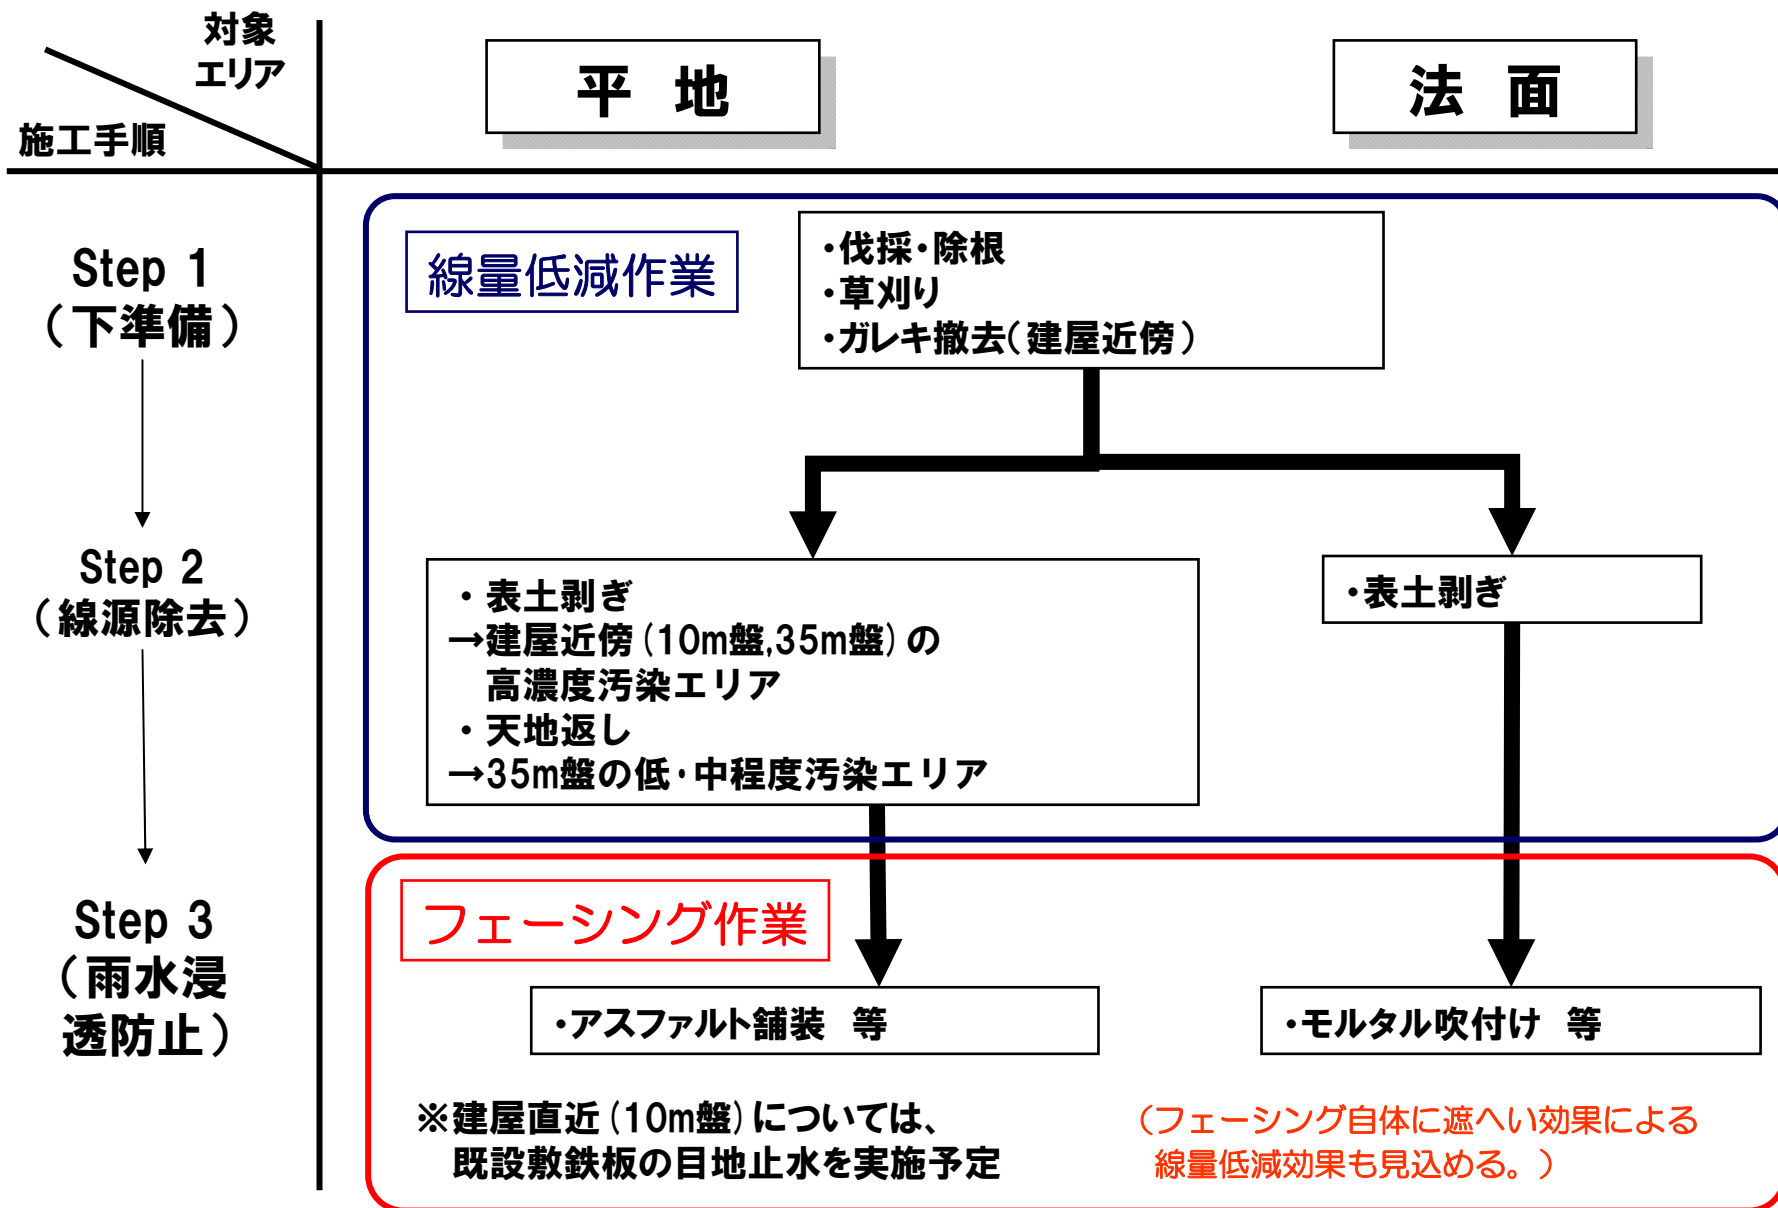 対象
エリア
施工手順
平 地
法 面
Step 1
(下準備)
線量低減作業
・伐採・除根
・草刈り
・ガレキ撤去(建屋近傍)
Step 2
(線源除去)
・ 表土剥ぎ
→建屋近傍(10m盤,35m盤)の
高濃度汚染エリア
・ 天地返し
→35m盤の低・中程度汚染エリア
・表土剥ぎ
Step 3
(雨水浸
透防止)
フェーシング作業
・アスファルト舗装 等
・モルタル吹付け 等
※建屋直近(10m盤)については、
既設敷鉄板の目地止水を実施予定
(フェーシング自体に遮へい効果による
線量低減効果も見込める。)